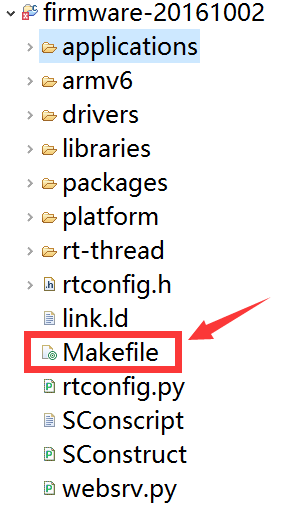 firmware-20161002
applications
armv6
drivers
libraries
packages
platform
rt-thread
rtconfig.h
link.ld
Makefile
rtconfig.py
SConscript
SConstruct
websrv.py